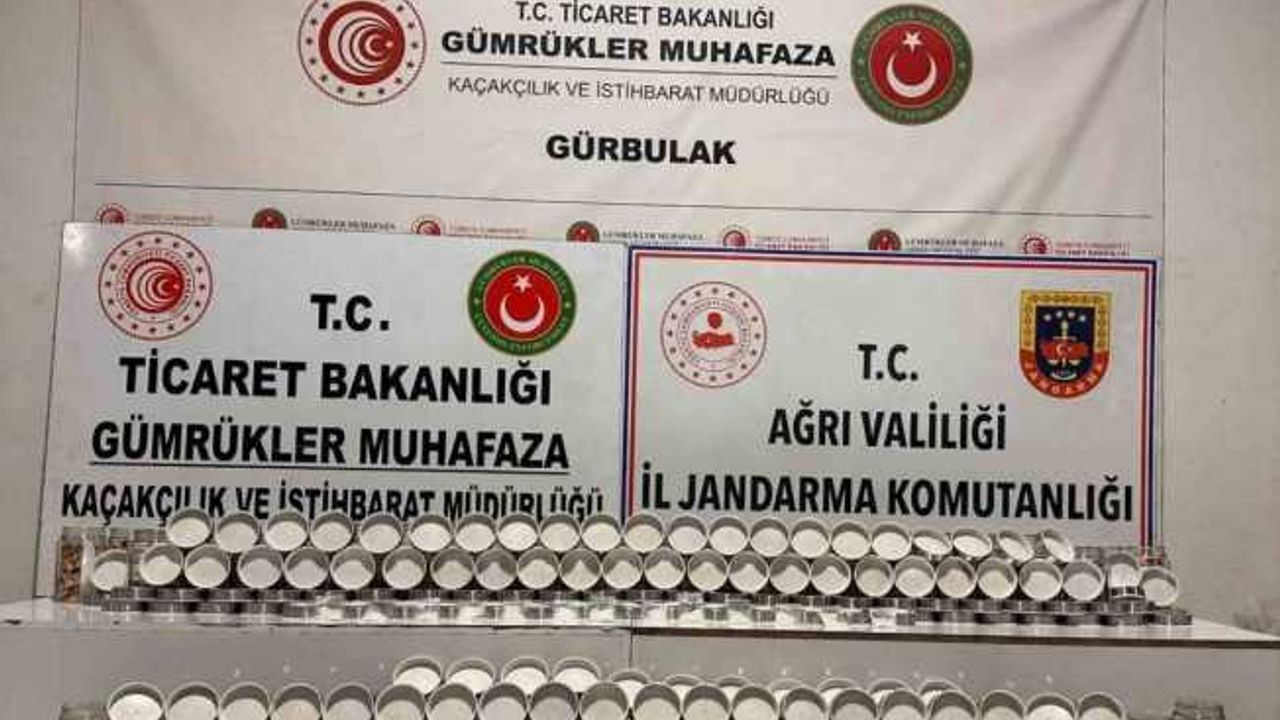 T.C. TİCARET BAKANLIĞI
GÜMRÜKLER MUHAFAZA
KAÇAKÇILIK VE İSTİHBARAT MÜDÜRLÜĞÜ
GÜRBULAK
T.C.
TİCARET BAKANLIĞI
GÜMRÜKLER MUHAFAZA
KAÇAKÇILIK VE İSTİHBARAT MÜDÜRLÜĞÜ
T.C.
AĞRI VALİLİĞİ
İL JANDARMA KOMUTANLIĞI
JANDARMA